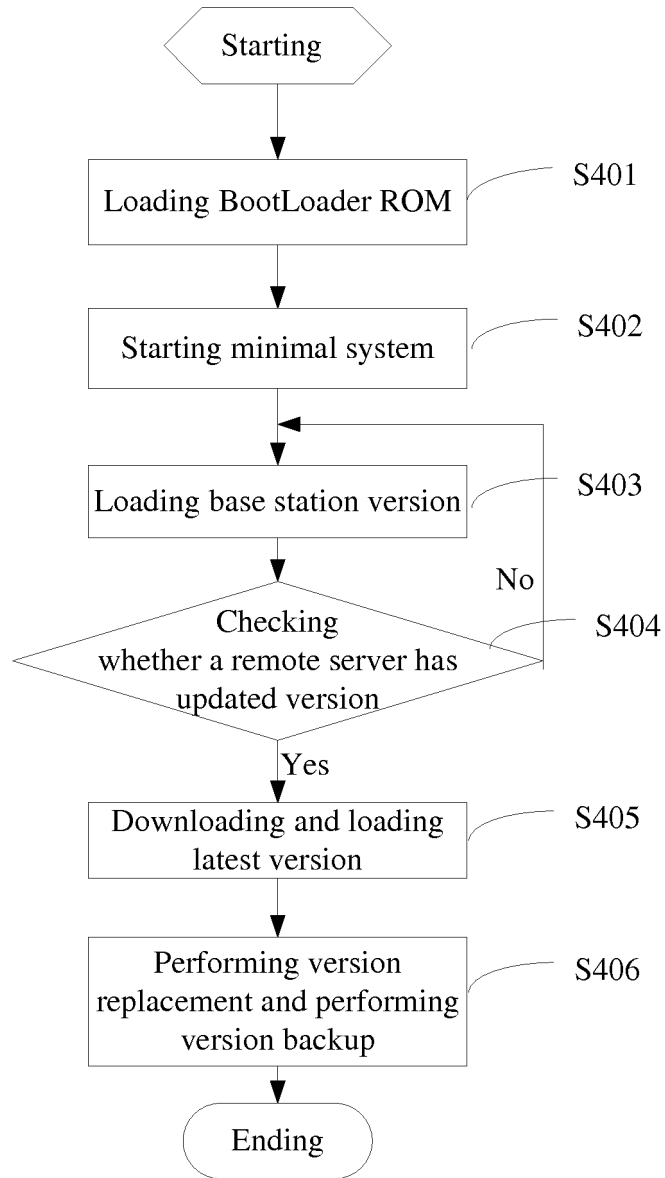 Starting
Loading BootLoader ROM
S401
Starting minimal system
S402
Loading base station version
S403
No
Checking
whether a remote server has
updated version
S404
Yes
Downloading and loading
latest version
S405
Performing version
replacement and performing
version backup
S406
Ending